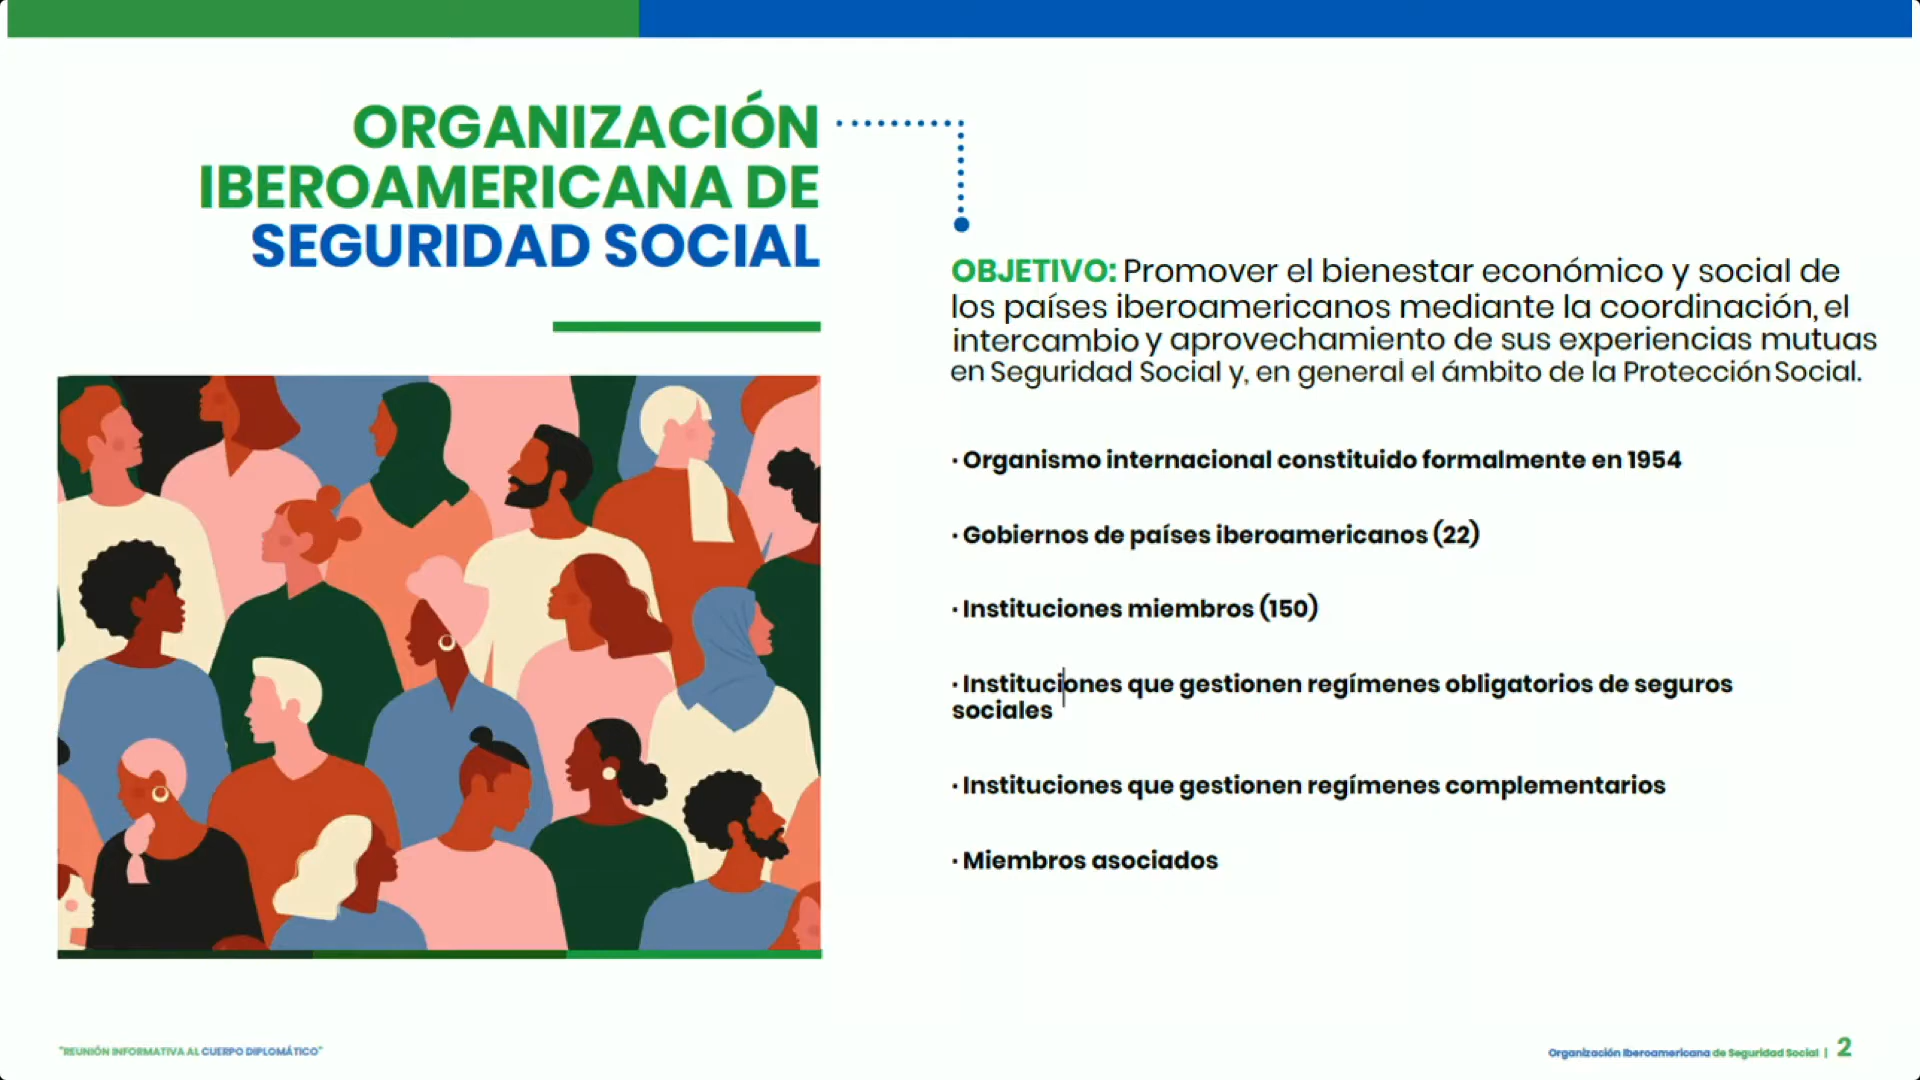 ORGANIZACIÓN
IBEROAMERICANA DE
SEGURIDAD SOCIAL
OBJETIVO: Promover el bienestar económico y social de
los países iberoamericanos mediante la coordinación, el
intercambio y aprovechamiento de sus experiencias mutuas
en Seguridad Social y, en general el ámbito de la Protección Social.
· Organismo internacional constituido formalmente en 1954
· Gobiernos de países iberoamericanos (22)
· Instituciones miembros (150)
· Instituciones que gestionen regímenes obligatorios de seguros
sociales
· Instituciones que gestionen regímenes complementarios
· Miembros asociados
"REUNIÓN INFORMATIVA AL CUERPO DIPLOMÁTICO"
Organización Iberoamericana de Seguridad Social | 2